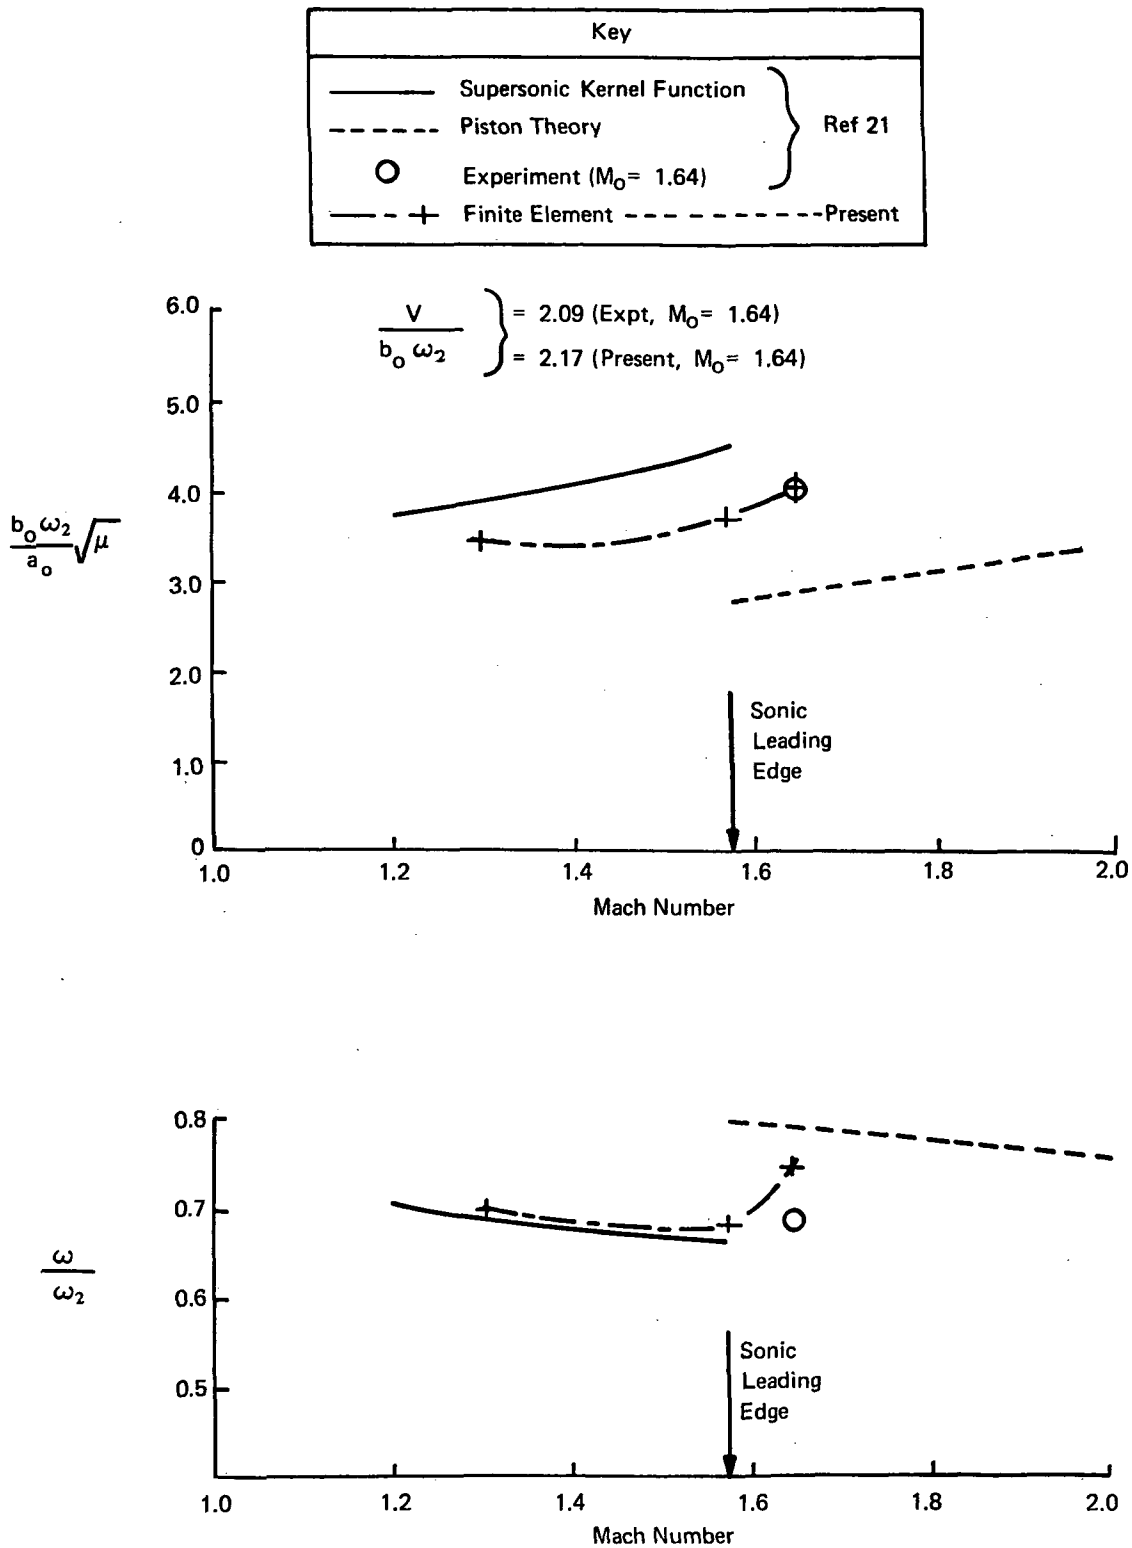 Key
Supersonic Kernel Function
Piston Theory
Ref 21
Experiment (M₀= 1.64)
Finite Element
Present
V / b₀ ω₂
= 2.09 (Expt, M₀= 1.64)
= 2.17 (Present, M₀= 1.64)
6.0
5.0
4.0
3.0
2.0
1.0
0
b₀ω₂ / a₀ √μ
Sonic
Leading
Edge
1.0 1.2 1.4 1.6 1.8 2.0
Mach Number
0.8
0.7
0.6
0.5
ω / ω₂
Sonic
Leading
Edge
1.0 1.2 1.4 1.6 1.8 2.0
Mach Number